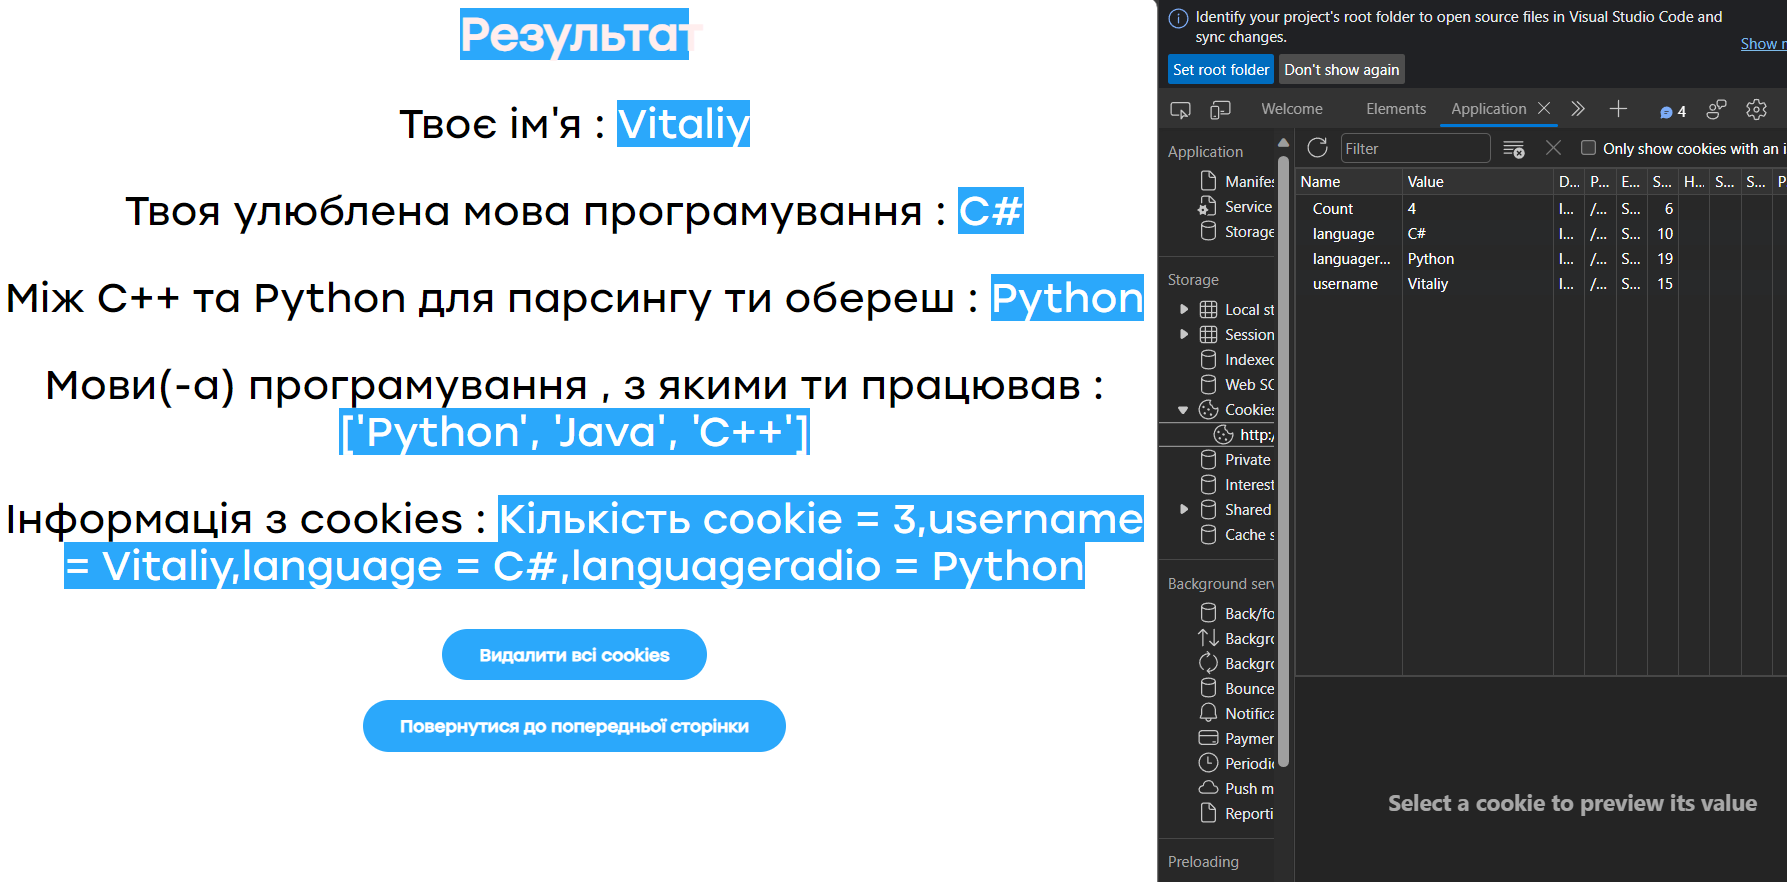 Результат
Твоє ім'я : Vitaliy
Твоя улюблена мова програмування : C#
Між C++ та Python для парсингу ти обереш : Python
Мови(-а) програмування , з якими ти працював :
['Python', 'Java', 'C++']
Інформація з cookies : Кількість cookie = 3,username
= Vitaliy,language = C#,languageradio = Python
Видалити всі cookies
Повернутися до попередньої сторінки
Identify your project's root folder to open source files in Visual Studio Code and
sync changes.
Show
Set root folder Don't show again
Welcome Elements Application 4
Application
Manifes
Service
Storage
Storage
Local st
Session
Indexed
Web SQ
Cookies
http:/
Private
Interest
Shared
Cache s
Background serv
Back/fo
Backgro
Backgro
Bounce
Notifica
Paymen
Periodic
Push m
Reporti
Preloading
Filter Only show cookies with an i
Name Value D... P... E... S... H... S... S... P
Count 4 l... /... S... 6
language C# l... /... S... 10
languager... Python l... /... S... 19
username Vitaliy l... /... S... 15
Select a cookie to preview its value